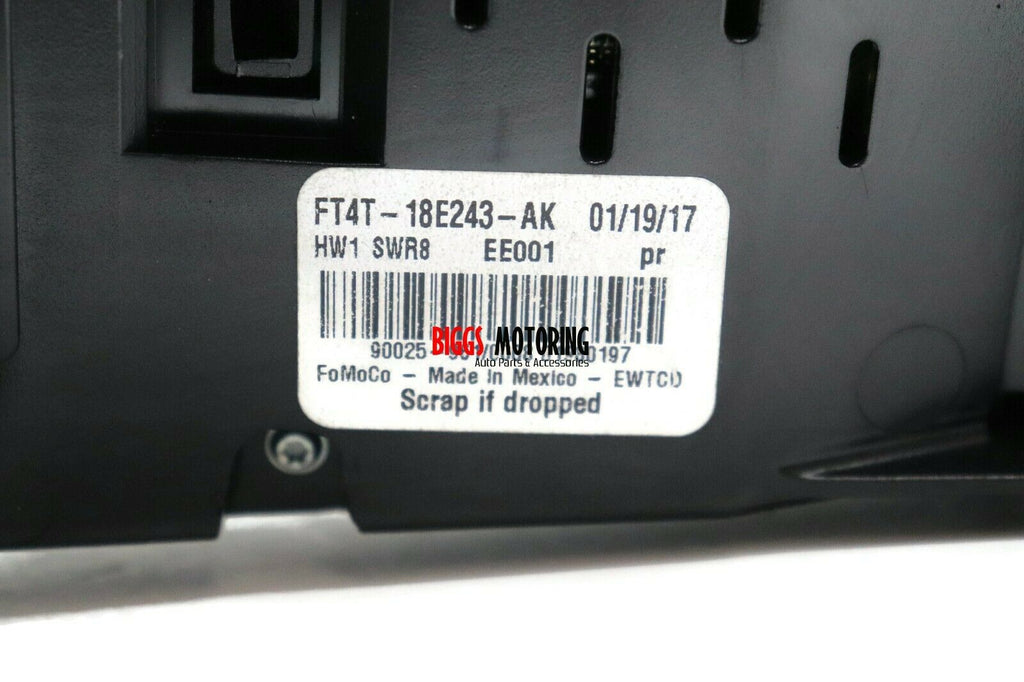 FT4T-18E243-AK 01/19/17
HW1 SWR8 EE001 pr
BIGGS MOTORING
90025- 0197
Auto Parts & Accessories
FoMoCo - Made In Mexico - EWTCD
Scrap if dropped